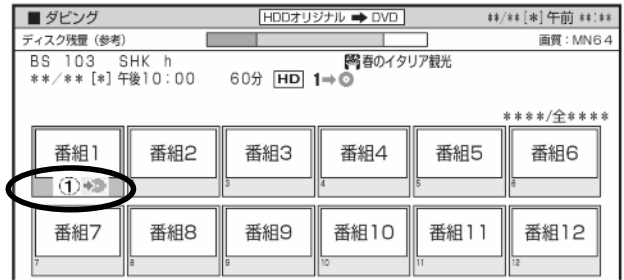 ■ ダビング HDDオリジナル ➡ DVD **/** [*] 午前 **:**
ディスク残量 (参考) 画質：MN64
BS 103 SHK h 春のイタリア観光
**/** [*] 午後10:00 60分 HD 1➡
****/全****
番組1 番組2 番組3 番組4 番組5 番組6
① 3 4 5 6
番組7 番組8 番組9 番組10 番組11 番組12
7 8 9 10 11 12